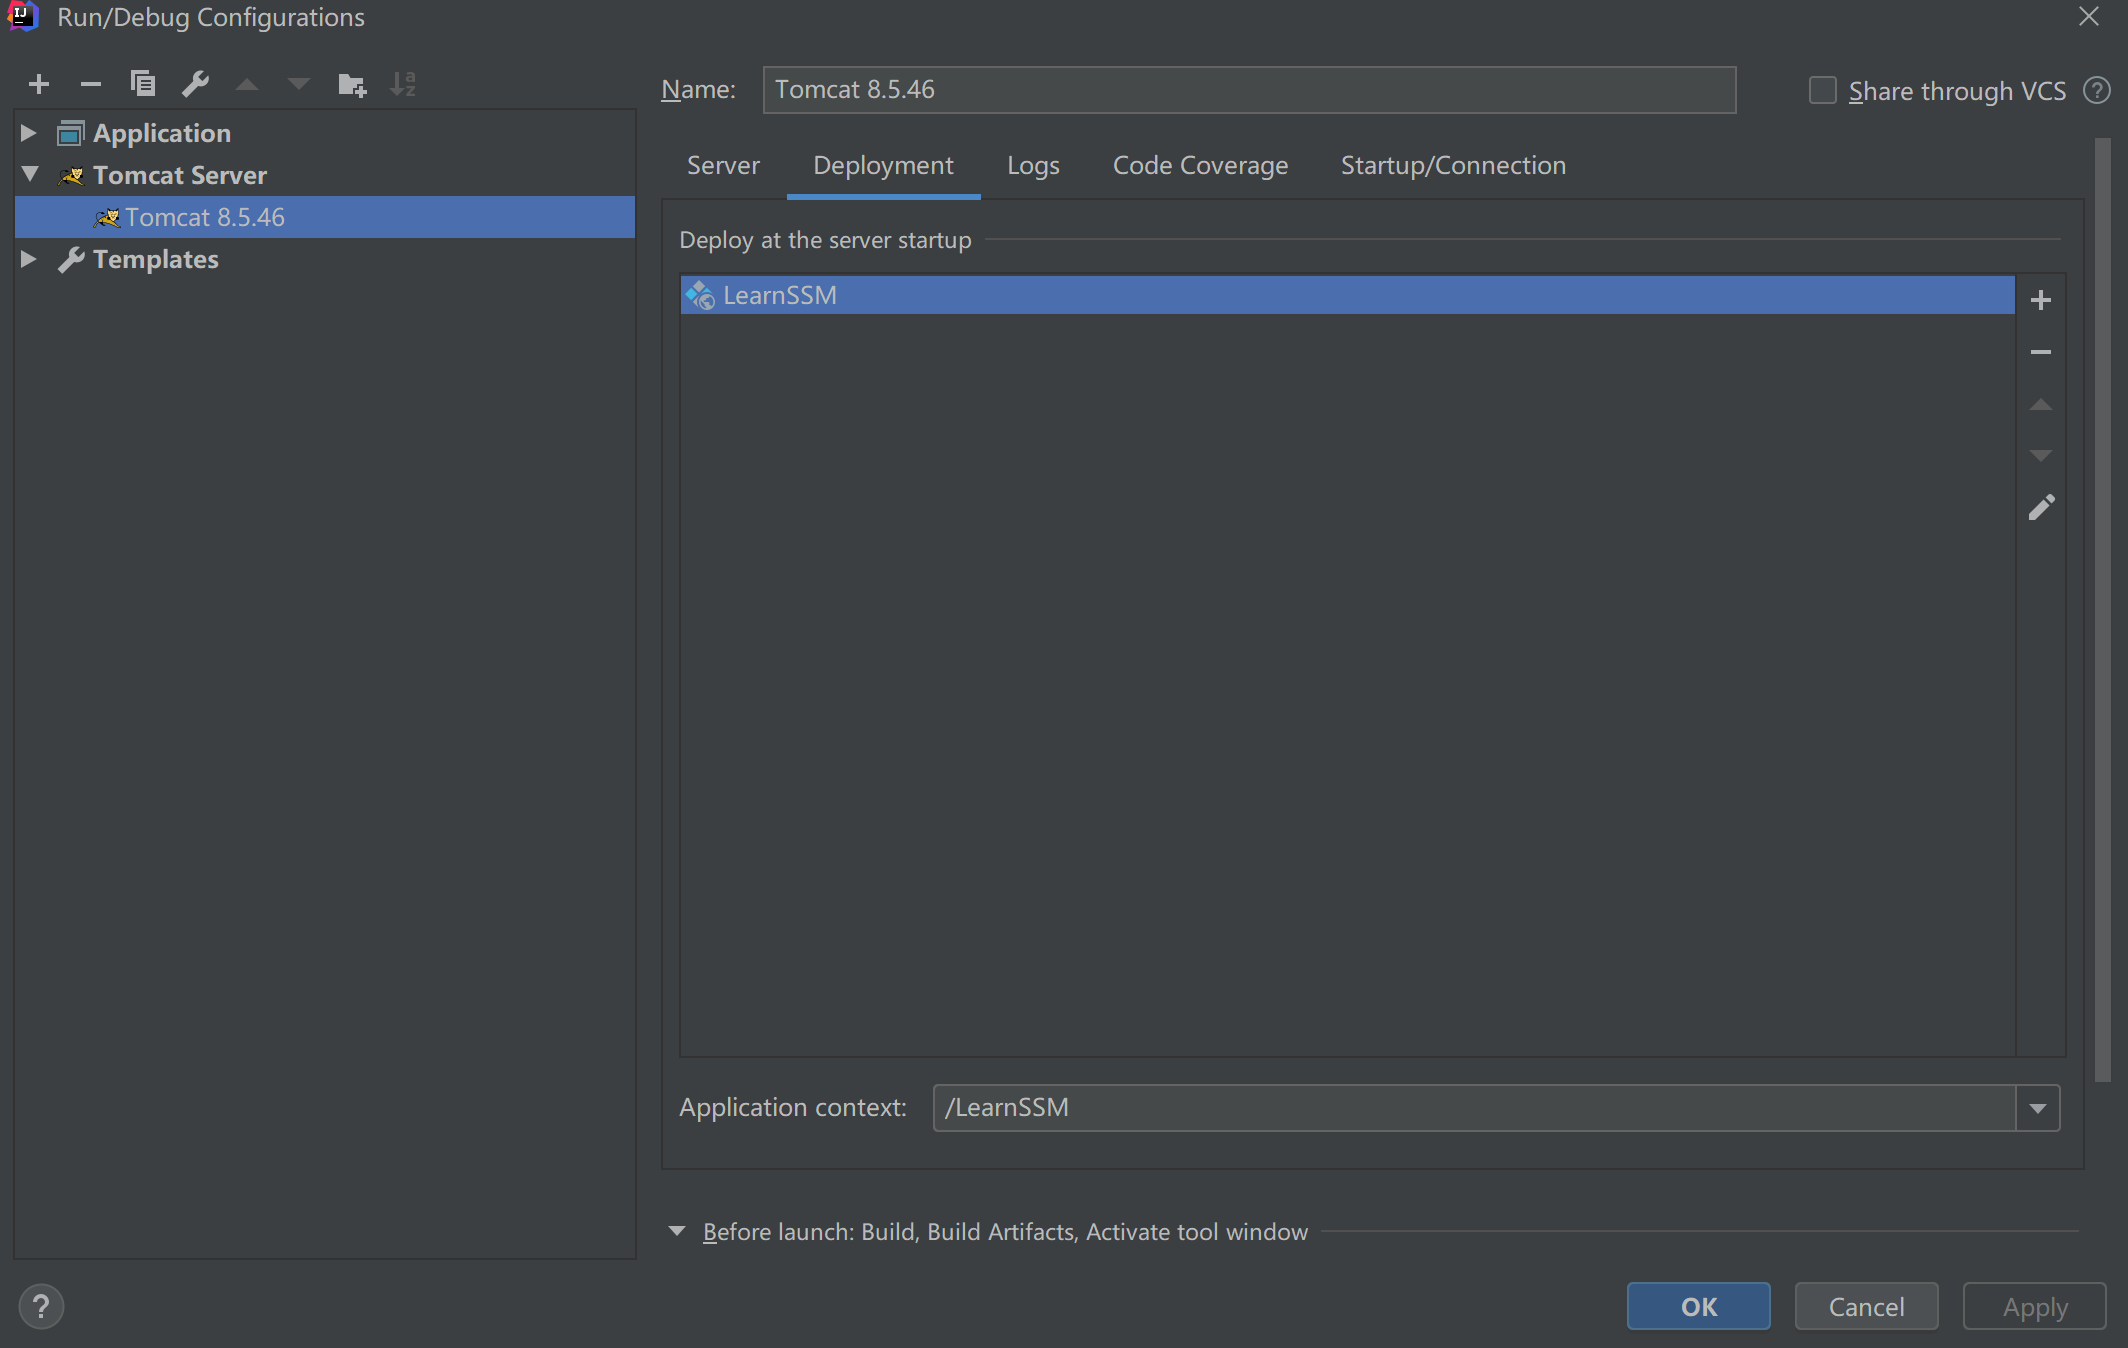 Run/Debug Configurations
Name: Tomcat 8.5.46 Share through VCS ?
Application
Tomcat Server
Tomcat 8.5.46
Templates
Server Deployment Logs Code Coverage Startup/Connection
Deploy at the server startup
LearnSSM
Application context: /LearnSSM
Before launch: Build, Build Artifacts, Activate tool window
? OK Cancel Apply